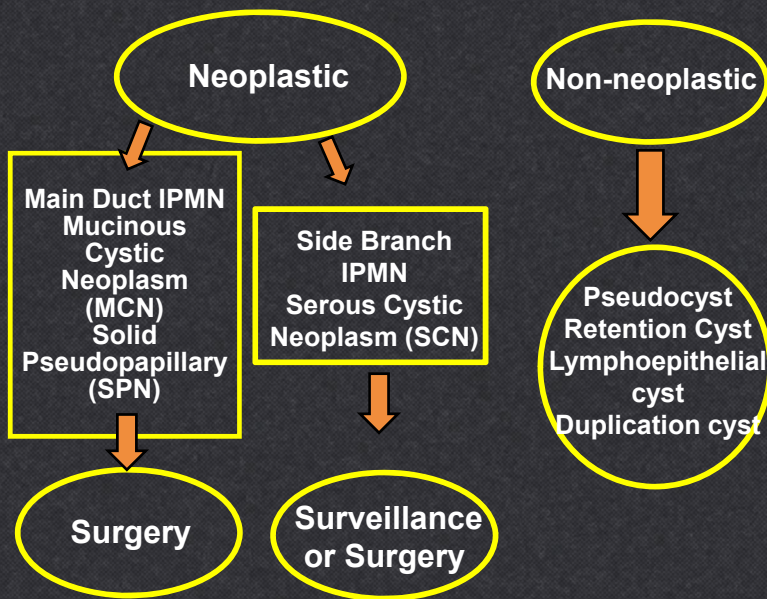 Neoplastic
Non-neoplastic
Main Duct IPMN
Mucinous
Cystic
Neoplasm
(MCN)
Solid
Pseudopapillary
(SPN)
Side Branch
IPMN
Serous Cystic
Neoplasm (SCN)
Pseudocyst
Retention Cyst
Lymphoepithelial
cyst
Duplication cyst
Surgery
Surveillance
or Surgery